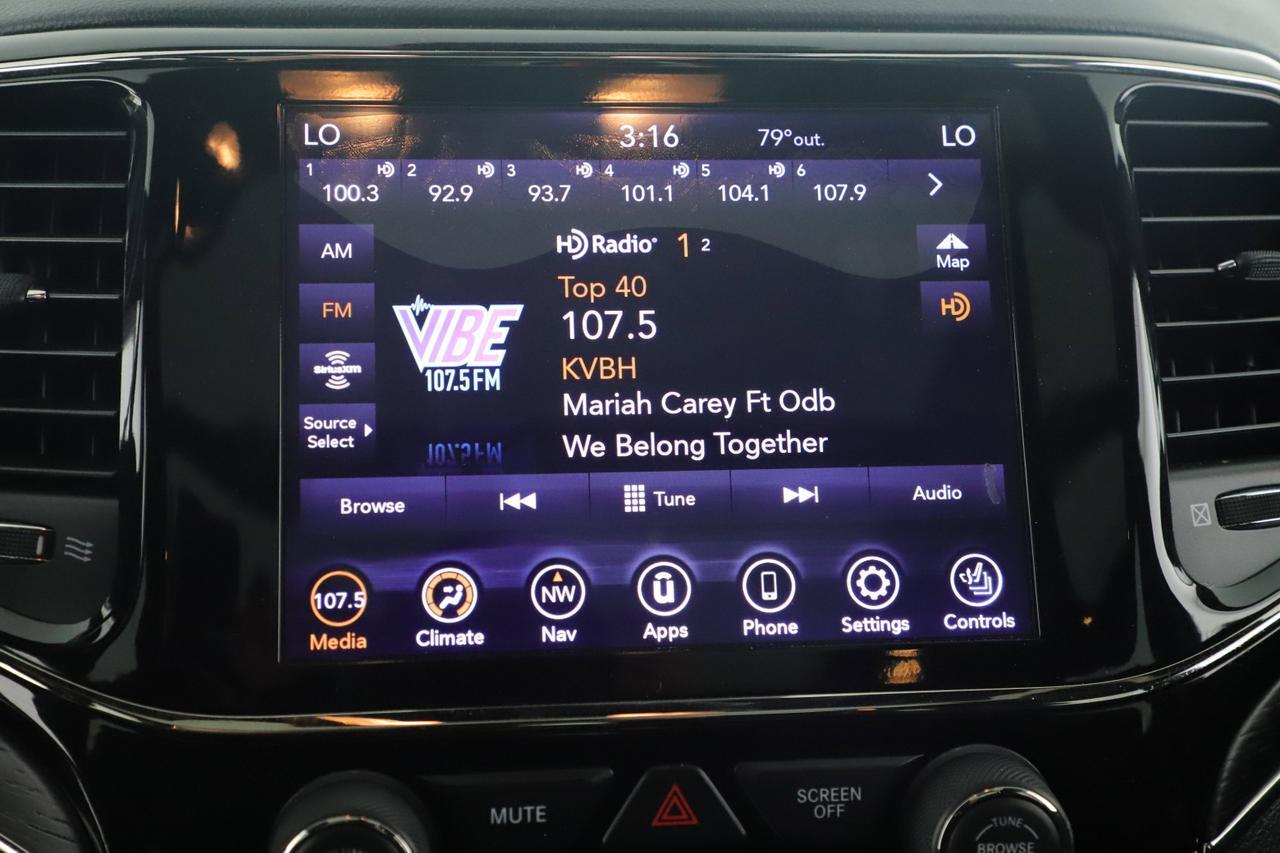 LO 3:16 79° out. LO
1 HD 2 HD 3 HD 4 HD 5 HD 6
100.3 92.9 93.7 101.1 104.1 107.9
AM
HD Radio 1 2
Map
Top 40
FM
HD
VIBE
107.5
107.5 FM
KVBH
SiriusXM
Mariah Carey Ft Odb
Source
Select
We Belong Together
Browse Tune Audio
107.5 NW u
Media Climate Nav Apps Phone Settings Controls
MUTE
SCREEN
OFF
TUNE
BROWSE